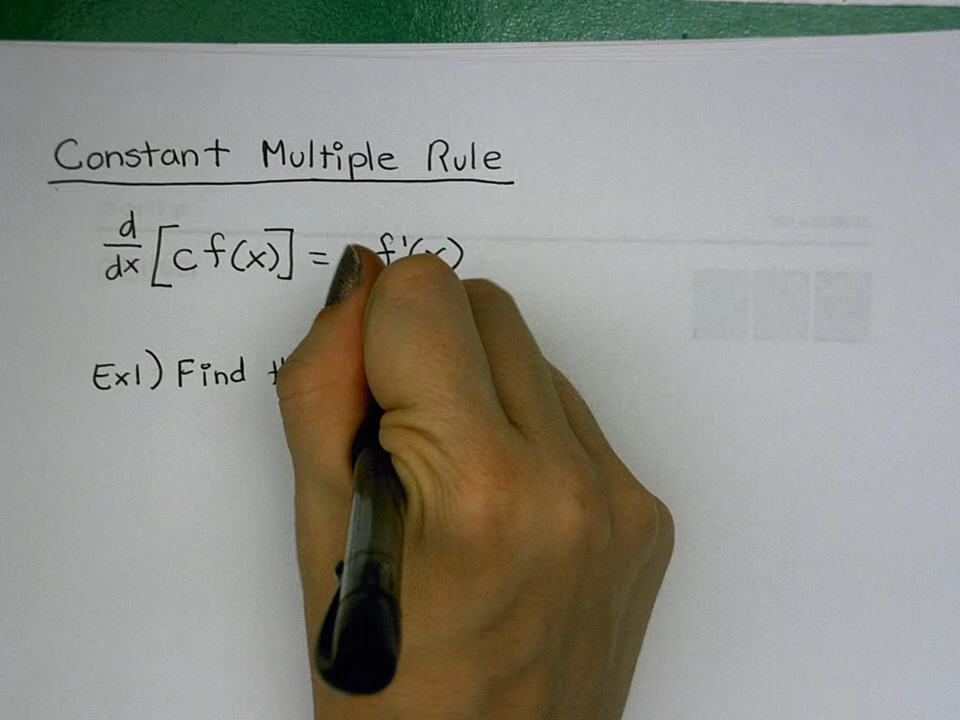 Constant Multiple Rule
d/dx [c f(x)] = f'(x)
Ex1) Find